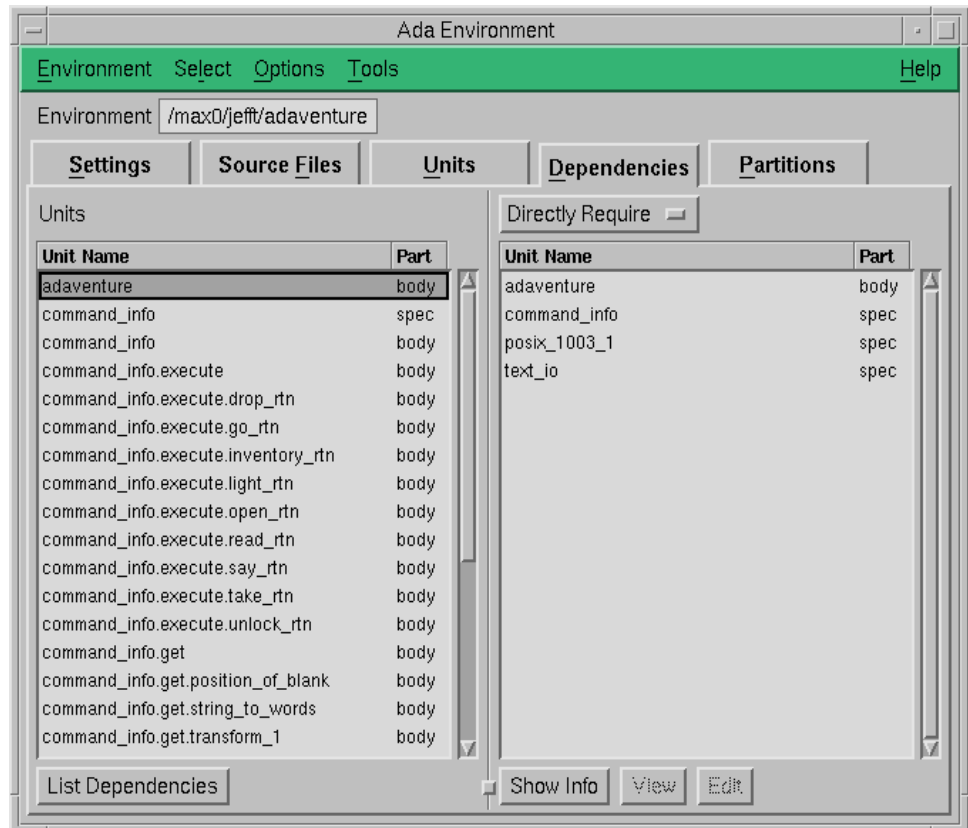 Ada Environment
Environment Select Options Tools Help
Environment /max0/jefft/adaventure
Settings Source Files Units Dependencies Partitions
Units
Unit Name Part
adaventure body
command_info spec
command_info body
command_info.execute body
command_info.execute.drop_rtn body
command_info.execute.go_rtn body
command_info.execute.inventory_rtn body
command_info.execute.light_rtn body
command_info.execute.open_rtn body
command_info.execute.read_rtn body
command_info.execute.say_rtn body
command_info.execute.take_rtn body
command_info.execute.unlock_rtn body
command_info.get body
command_info.get.position_of_blank body
command_info.get.string_to_words body
command_info.get.transform_1 body
List Dependencies
Directly Require
Unit Name Part
adaventure body
command_info spec
posix_1003_1 spec
text_io spec
Show Info View Edit